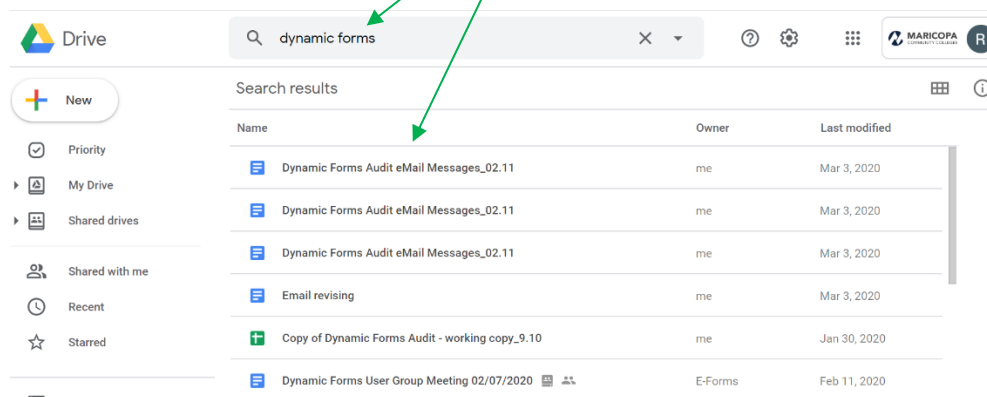 Drive
dynamic forms
MARICOPA
COMMUNITY COLLEGES
R
New
Search results
Name Owner Last modified
Priority
Dynamic Forms Audit eMail Messages_02.11 me Mar 3, 2020
My Drive
Dynamic Forms Audit eMail Messages_02.11 me Mar 3, 2020
Shared drives
Dynamic Forms Audit eMail Messages_02.11 me Mar 3, 2020
Shared with me
Email revising me Mar 3, 2020
Recent
Copy of Dynamic Forms Audit - working copy_9.10 me Jan 30, 2020
Starred
Dynamic Forms User Group Meeting 02/07/2020 E-Forms Feb 11, 2020